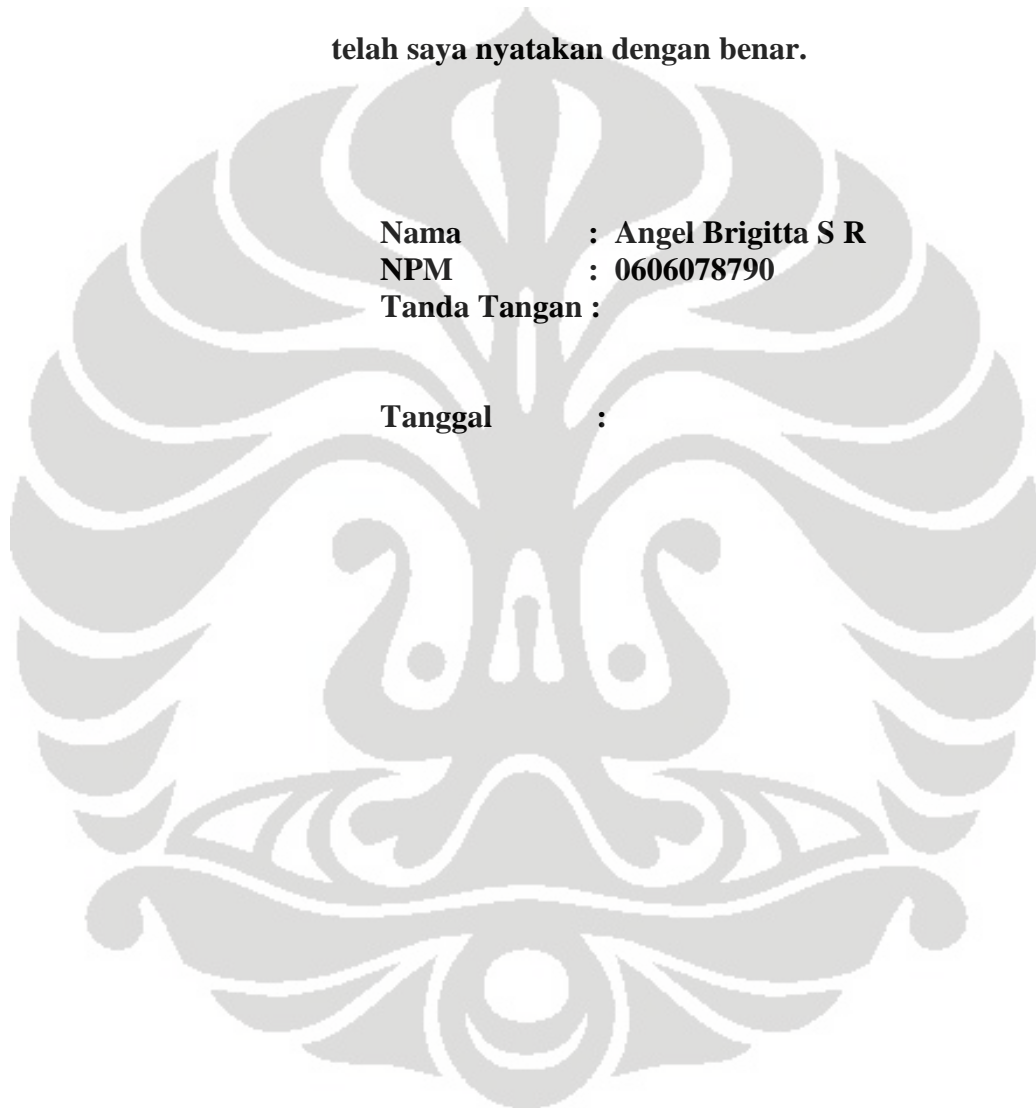 telah saya nyatakan dengan benar.
Nama : Angel Brigitta S R
NPM : 0606078790
Tanda Tangan :
Tanggal :